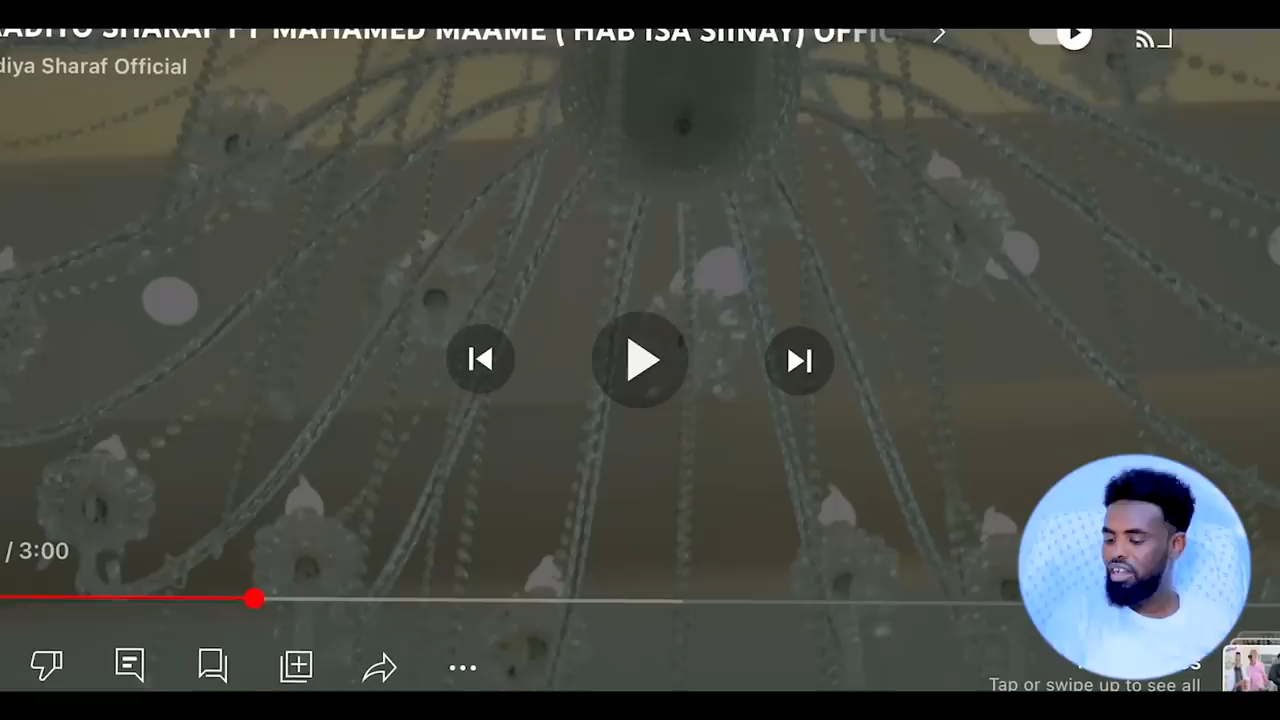 SHARAF FT MAHAMED MAAME ( HAB ISA SIINAY) OFFIC
diya Sharaf Official
/ 3:00
Tap or swipe up to see all